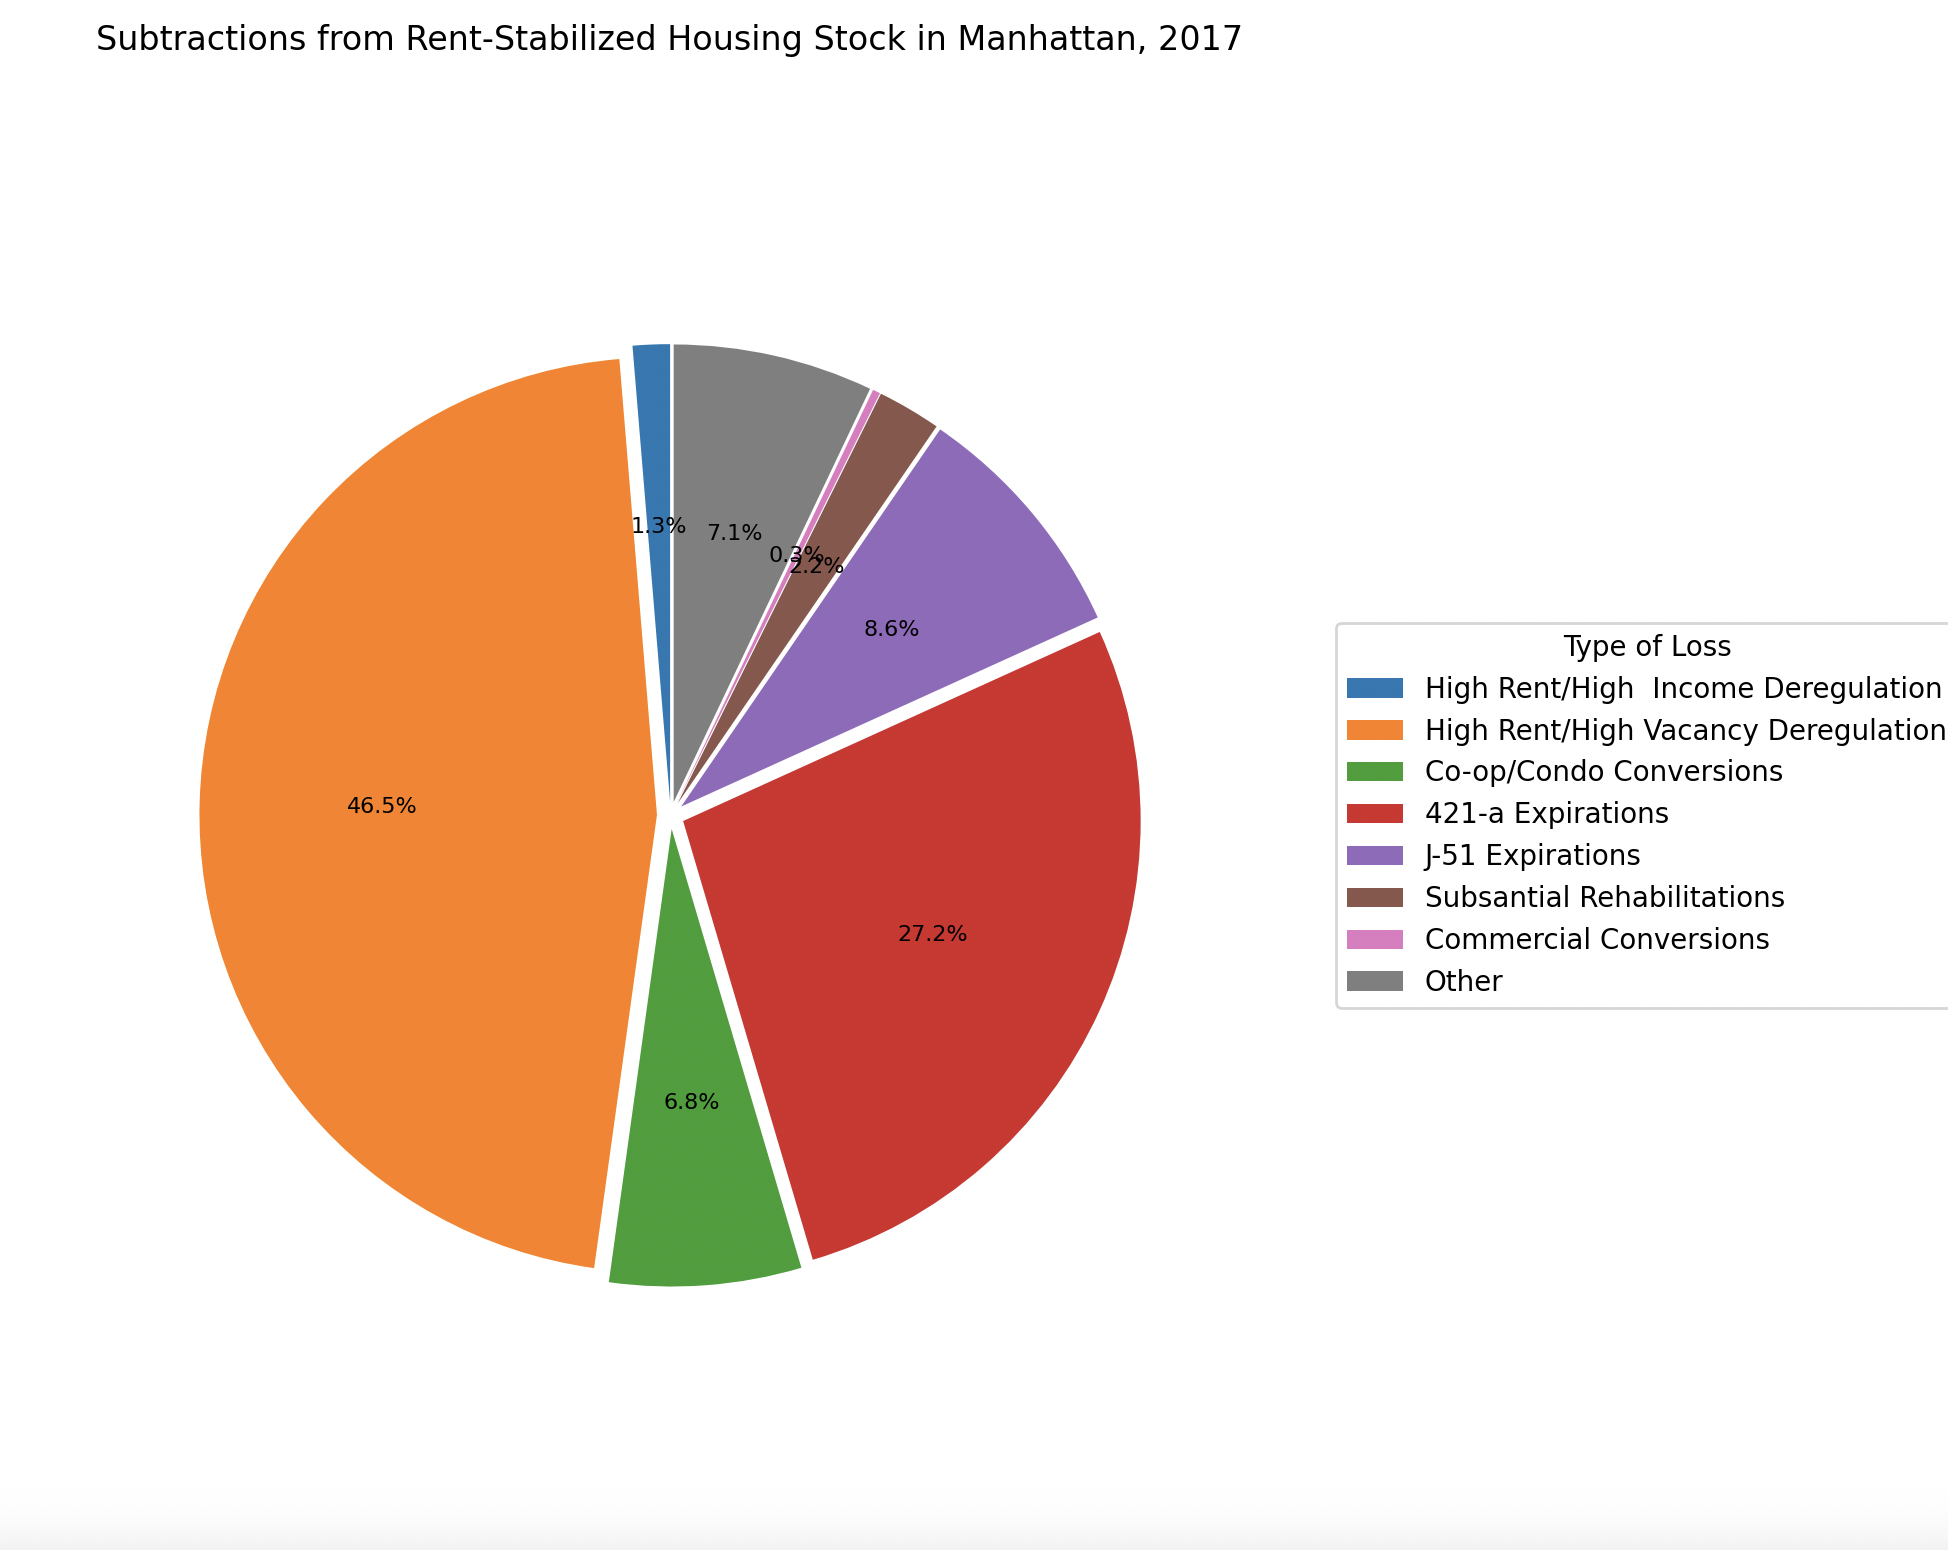 Subtractions from Rent-Stabilized Housing Stock in Manhattan, 2017
1.3%
7.1%
0.3%
2.2%
8.6%
46.5%
27.2%
6.8%
Type of Loss
High Rent/High  Income Deregulation
High Rent/High Vacancy Deregulation
Co-op/Condo Conversions
421-a Expirations
J-51 Expirations
Subsantial Rehabilitations
Commercial Conversions
Other